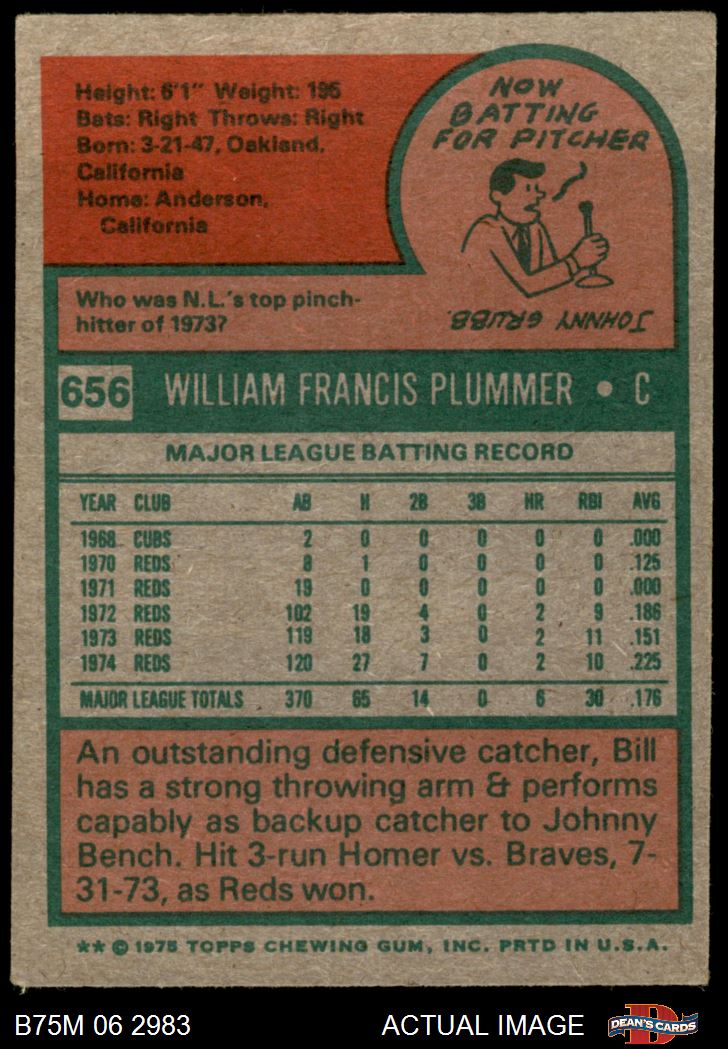 Height: 6'1" Weight: 195
Bats: Right Throws: Right
Born: 3-21-47, Oakland,
California
Home: Anderson,
California
NOW
BATTING
FOR PITCHER
Who was N.L.'s top pinch-
hitter of 1973?
JOHNNY GRUBB.
656 WILLIAM FRANCIS PLUMMER • C
MAJOR LEAGUE BATTING RECORD
YEAR CLUB AB H 2B 3B HR RBI AVG
1968 CUBS 2 0 0 0 0 0 .000
1970 REDS 8 1 0 0 0 0 .125
1971 REDS 19 0 0 0 0 0 .000
1972 REDS 102 19 4 0 2 9 .186
1973 REDS 119 18 3 0 2 11 .151
1974 REDS 120 27 7 0 2 10 .225
MAJOR LEAGUE TOTALS 370 65 14 0 6 30 .176
An outstanding defensive catcher, Bill
has a strong throwing arm & performs
capably as backup catcher to Johnny
Bench. Hit 3-run Homer vs. Braves, 7-
31-73, as Reds won.
** © 1975 TOPPS CHEWING GUM, INC. PRTD IN U.S.A.
B75M 06 2983 ACTUAL IMAGE D DEAN'S CARDS